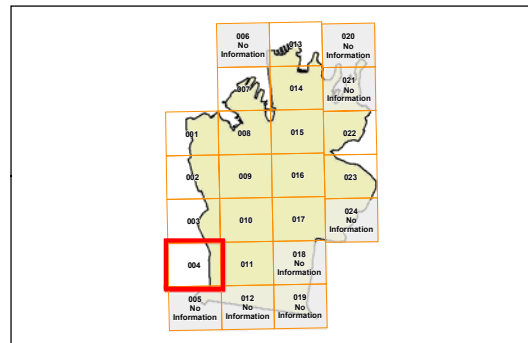 006
No
Information
013
020
No
Information
007
014
021
No
Information
001
008
015
022
002
009
016
023
003
010
017
024
No
Information
004
011
018
No
Information
005
No
Information
012
No
Information
019
No
Information